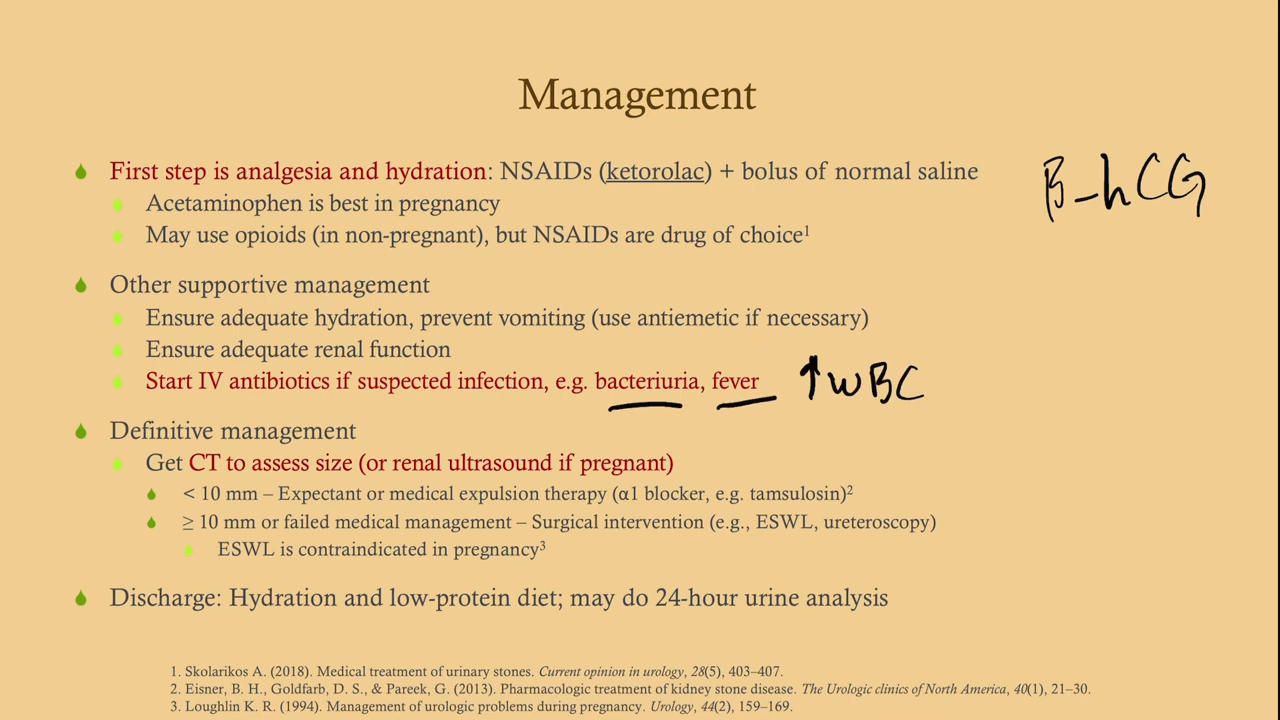 Management
First step is analgesia and hydration: NSAIDs (ketorolac) + bolus of normal saline
β-hCG
Acetaminophen is best in pregnancy
May use opioids (in non-pregnant), but NSAIDs are drug of choice1
Other supportive management
Ensure adequate hydration, prevent vomiting (use antiemetic if necessary)
Ensure adequate renal function
Start IV antibiotics if suspected infection, e.g. bacteriuria, fever ↑WBC
Definitive management
Get CT to assess size (or renal ultrasound if pregnant)
< 10 mm – Expectant or medical expulsion therapy (α1 blocker, e.g. tamsulosin)2
≥ 10 mm or failed medical management – Surgical intervention (e.g., ESWL, ureteroscopy)
ESWL is contraindicated in pregnancy3
Discharge: Hydration and low-protein diet; may do 24-hour urine analysis
1. Skolarikos A. (2018). Medical treatment of urinary stones. Current opinion in urology, 28(5), 403–407.
2. Eisner, B. H., Goldfarb, D. S., & Pareek, G. (2013). Pharmacologic treatment of kidney stone disease. The Urologic clinics of North America, 40(1), 21–30.
3. Loughlin K. R. (1994). Management of urologic problems during pregnancy. Urology, 44(2), 159–169.